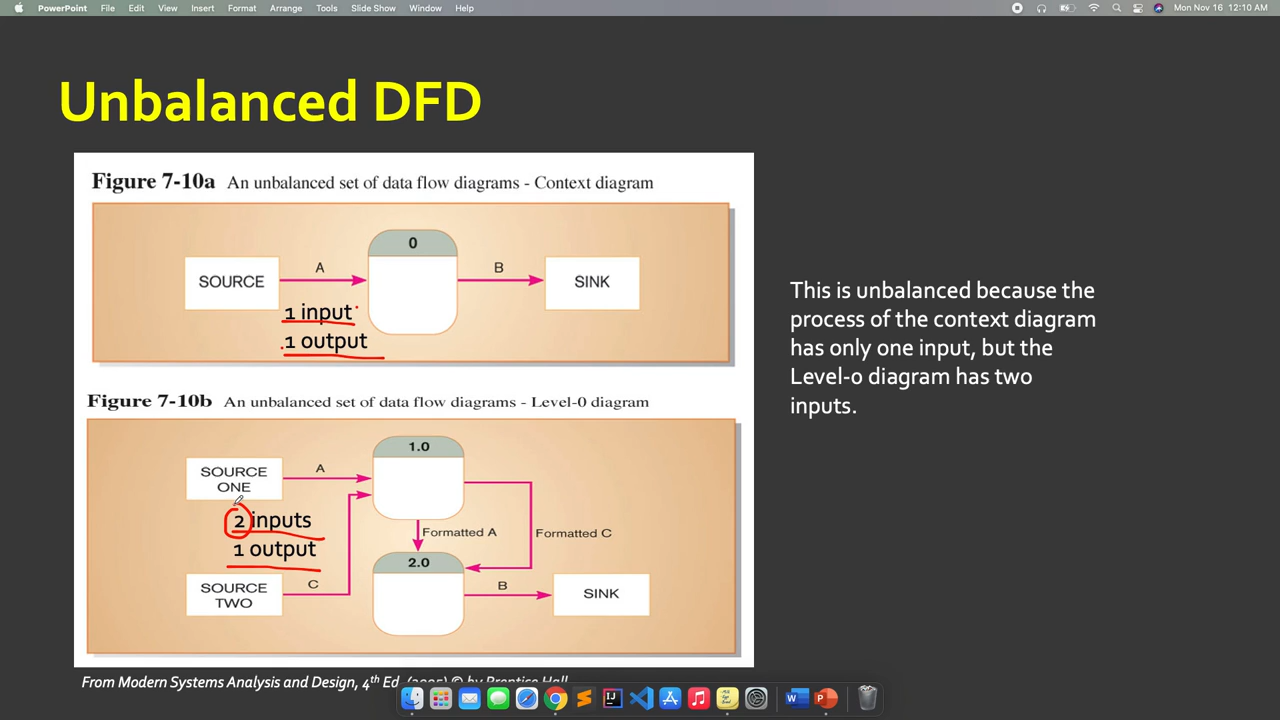 PowerPoint File Edit View Insert Format Arrange Tools Slide Show Window Help Mon Nov 16 12:10 AM
Unbalanced DFD
Figure 7-10a An unbalanced set of data flow diagrams - Context diagram
0
SOURCE A B SINK
1 input
1 output
Figure 7-10b An unbalanced set of data flow diagrams - Level-0 diagram
1.0
SOURCE
ONE
A
2 inputs
1 output
Formatted A
Formatted C
2.0
SOURCE
TWO
C
B
SINK
This is unbalanced because the
process of the context diagram
has only one input, but the
Level-0 diagram has two
inputs.
From Modern Systems Analysis and Design, 4th Ed. (2005) © by Prentice Hall